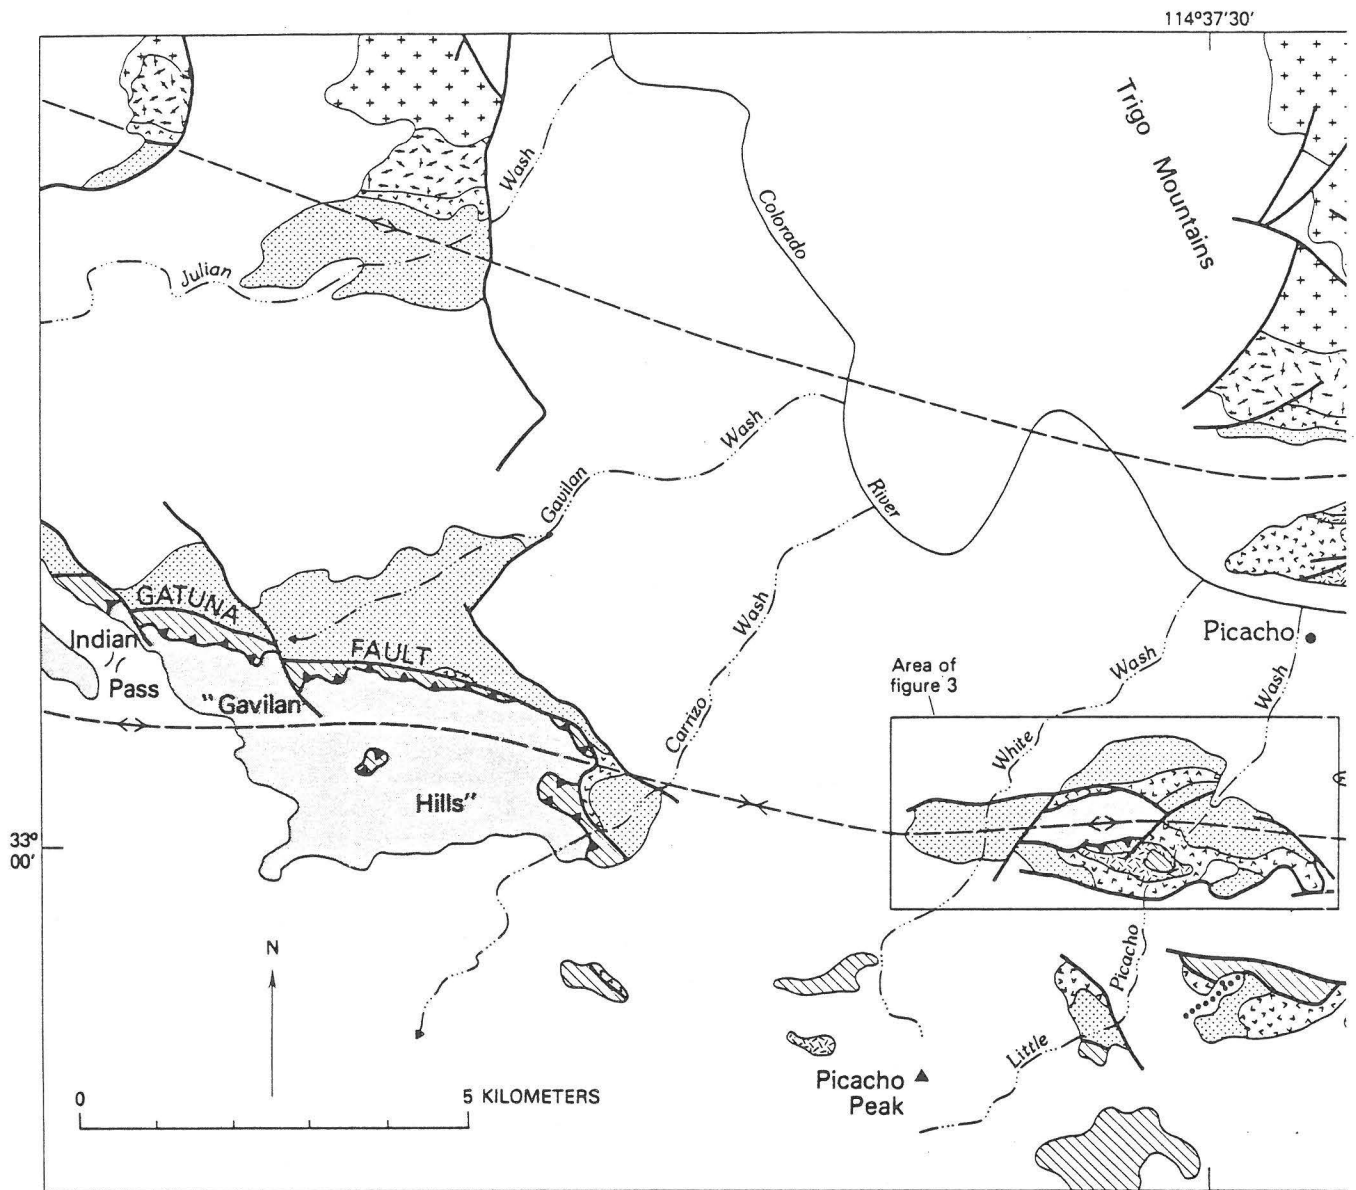 114°37'30'
Trigo Mountains
Wash
Colorado
Julian
Wash
Gavilan
River
GATUNA
FAULT
Indian
Pass
"Gavilan
Hills"
Wash
Carrizo
Picacho
Area of
figure 3
Wash
White
Wash
33°
00'
N
Picacho
Little
Picacho
Peak
0
5 KILOMETERS